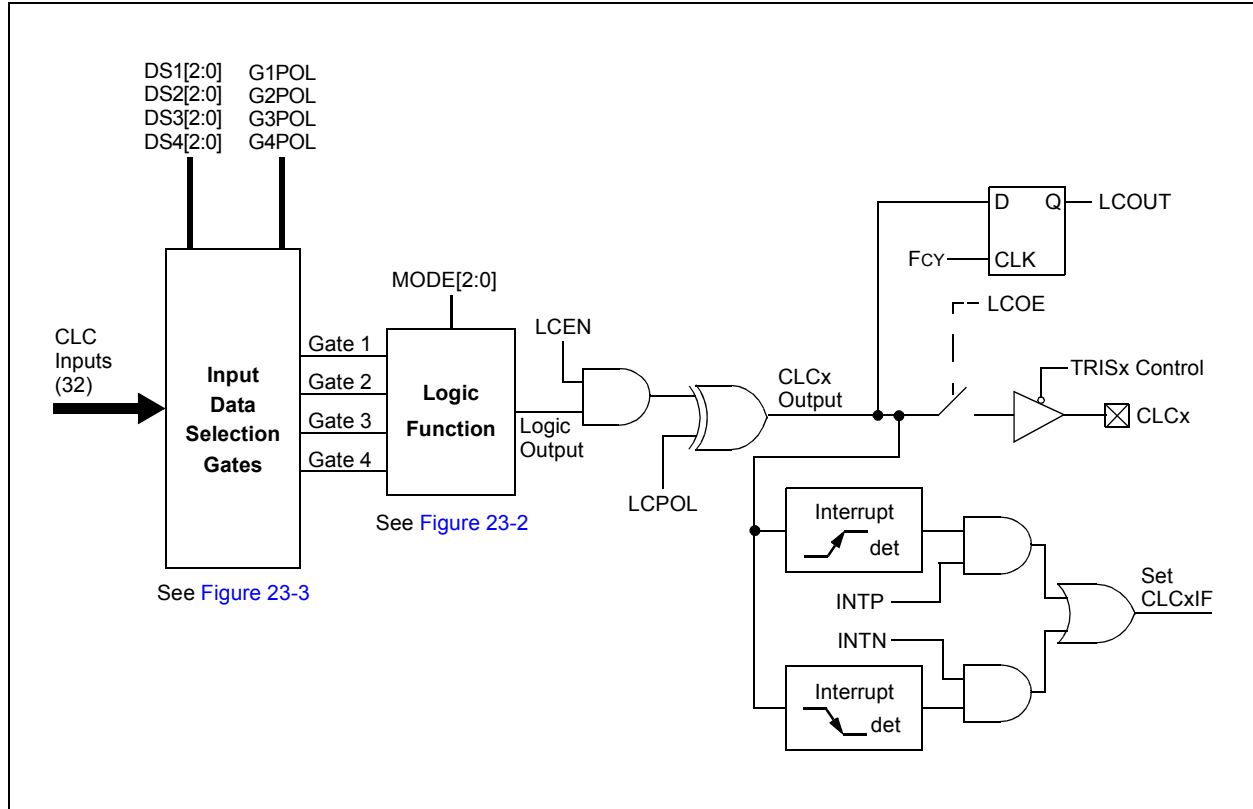 DS1[2:0]
DS2[2:0]
DS3[2:0]
DS4[2:0]
G1POL
G2POL
G3POL
G4POL
CLC
Inputs
(32)
Input
Data
Selection
Gates
See Figure 23-3
Gate 1
Gate 2
Gate 3
Gate 4
MODE[2:0]
Logic
Function
See Figure 23-2
Logic
Output
LCEN
LCPOL
CLCx
Output
D Q
CLK
FCY
LCOUT
LCOE
TRISx Control
CLCx
Interrupt
det
INTP
INTN
Interrupt
det
Set
CLCxIF